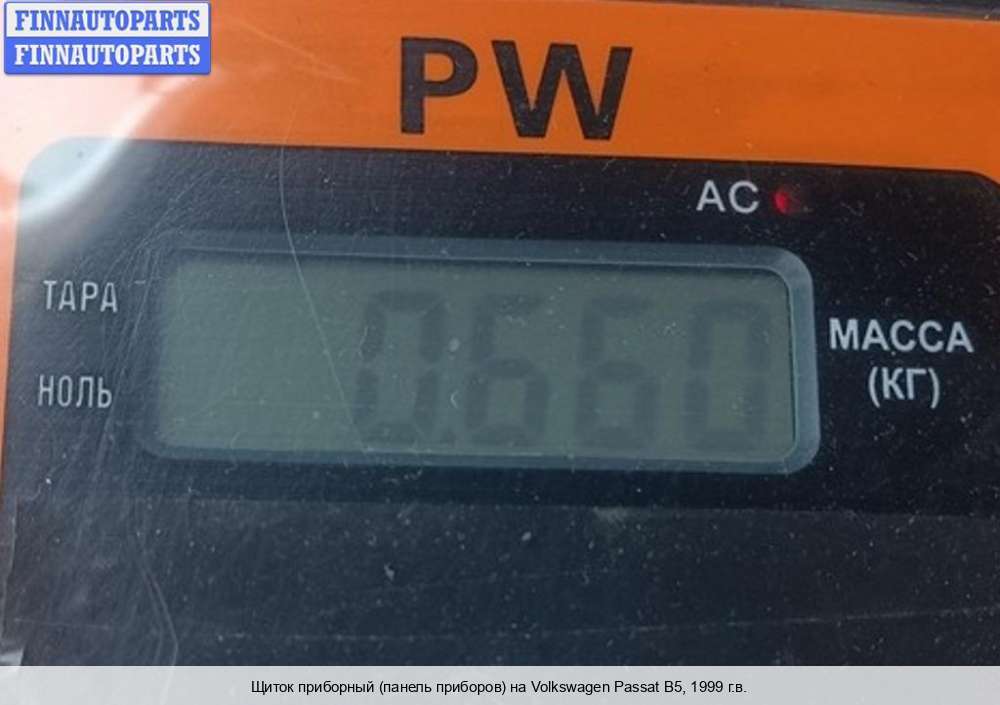 FINNAUTOPARTS
FINNAUTOPARTS
PW
AC
ТАРА
0.660
МАССА
(КГ)
НОЛЬ
Щиток приборный (панель приборов) на Volkswagen Passat B5, 1999 г.в.